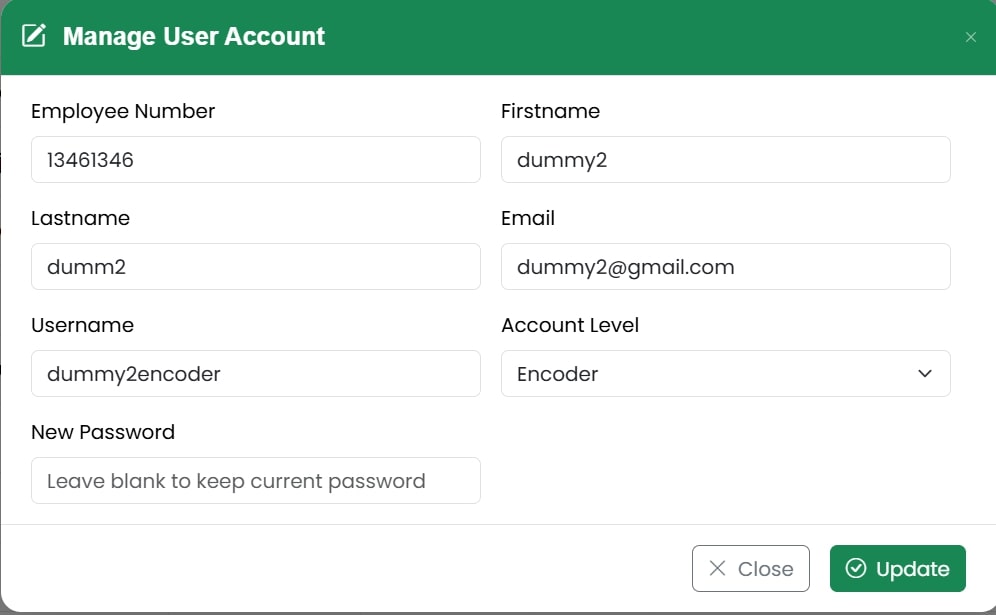 Manage User Account
Employee Number
Firstname
13461346
dummy2
Lastname
Email
dumm2
dummy2@gmail.com
Username
Account Level
dummy2encoder
Encoder
New Password
Leave blank to keep current password
Close
Update